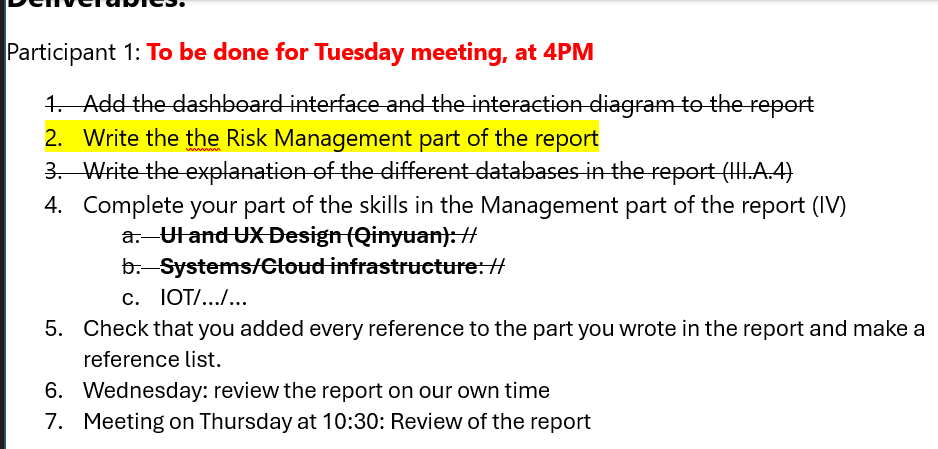 Deliverables:
Participant 1: To be done for Tuesday meeting, at 4PM
1. Add the dashboard interface and the interaction diagram to the report
2. Write the the Risk Management part of the report
3. Write the explanation of the different databases in the report (III.A.4)
4. Complete your part of the skills in the Management part of the report (IV)
a. UI and UX Design (Qinyuan): //
b. Systems/Cloud infrastructure: //
c. IOT/.../...
5. Check that you added every reference to the part you wrote in the report and make a
reference list.
6. Wednesday: review the report on our own time
7. Meeting on Thursday at 10:30: Review of the report